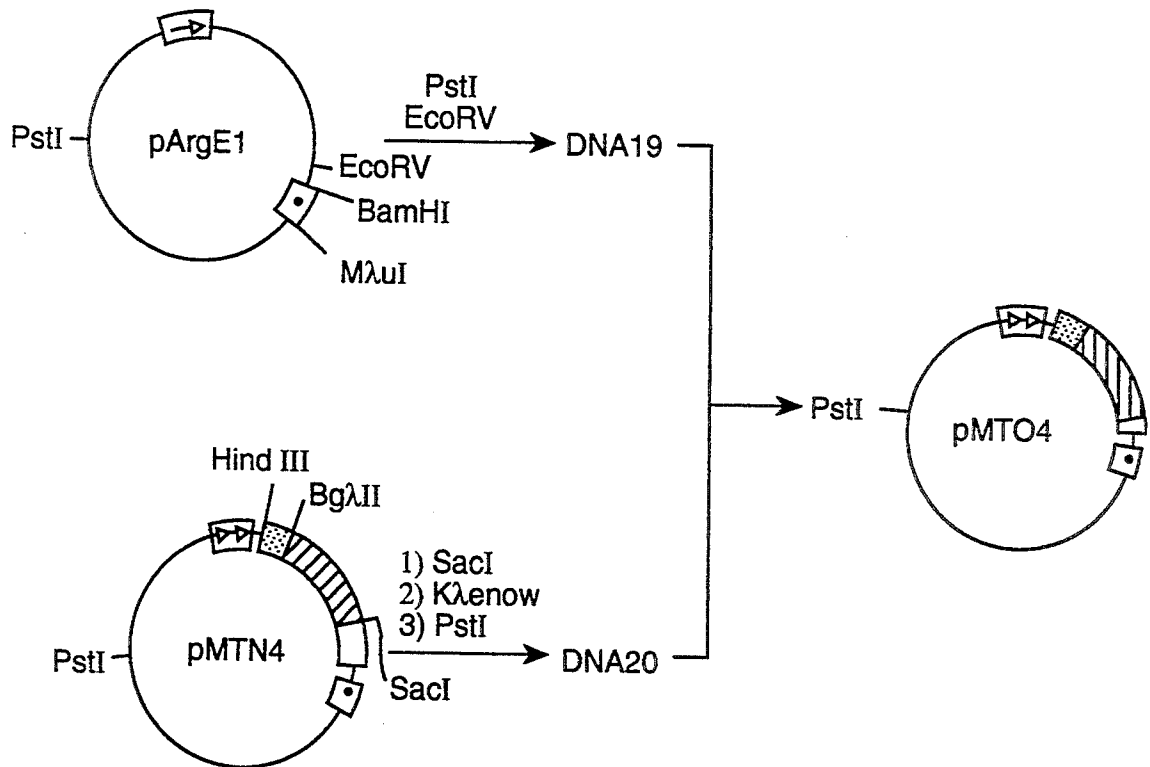 PstI
pArgE1
EcoRV
BamHI
MλuI
PstI
EcoRV
DNA19
Hind III
BgλII
PstI
pMTN4
SacI
1) SacI
2) Kλenow
3) PstI
DNA20
PstI
pMTO4